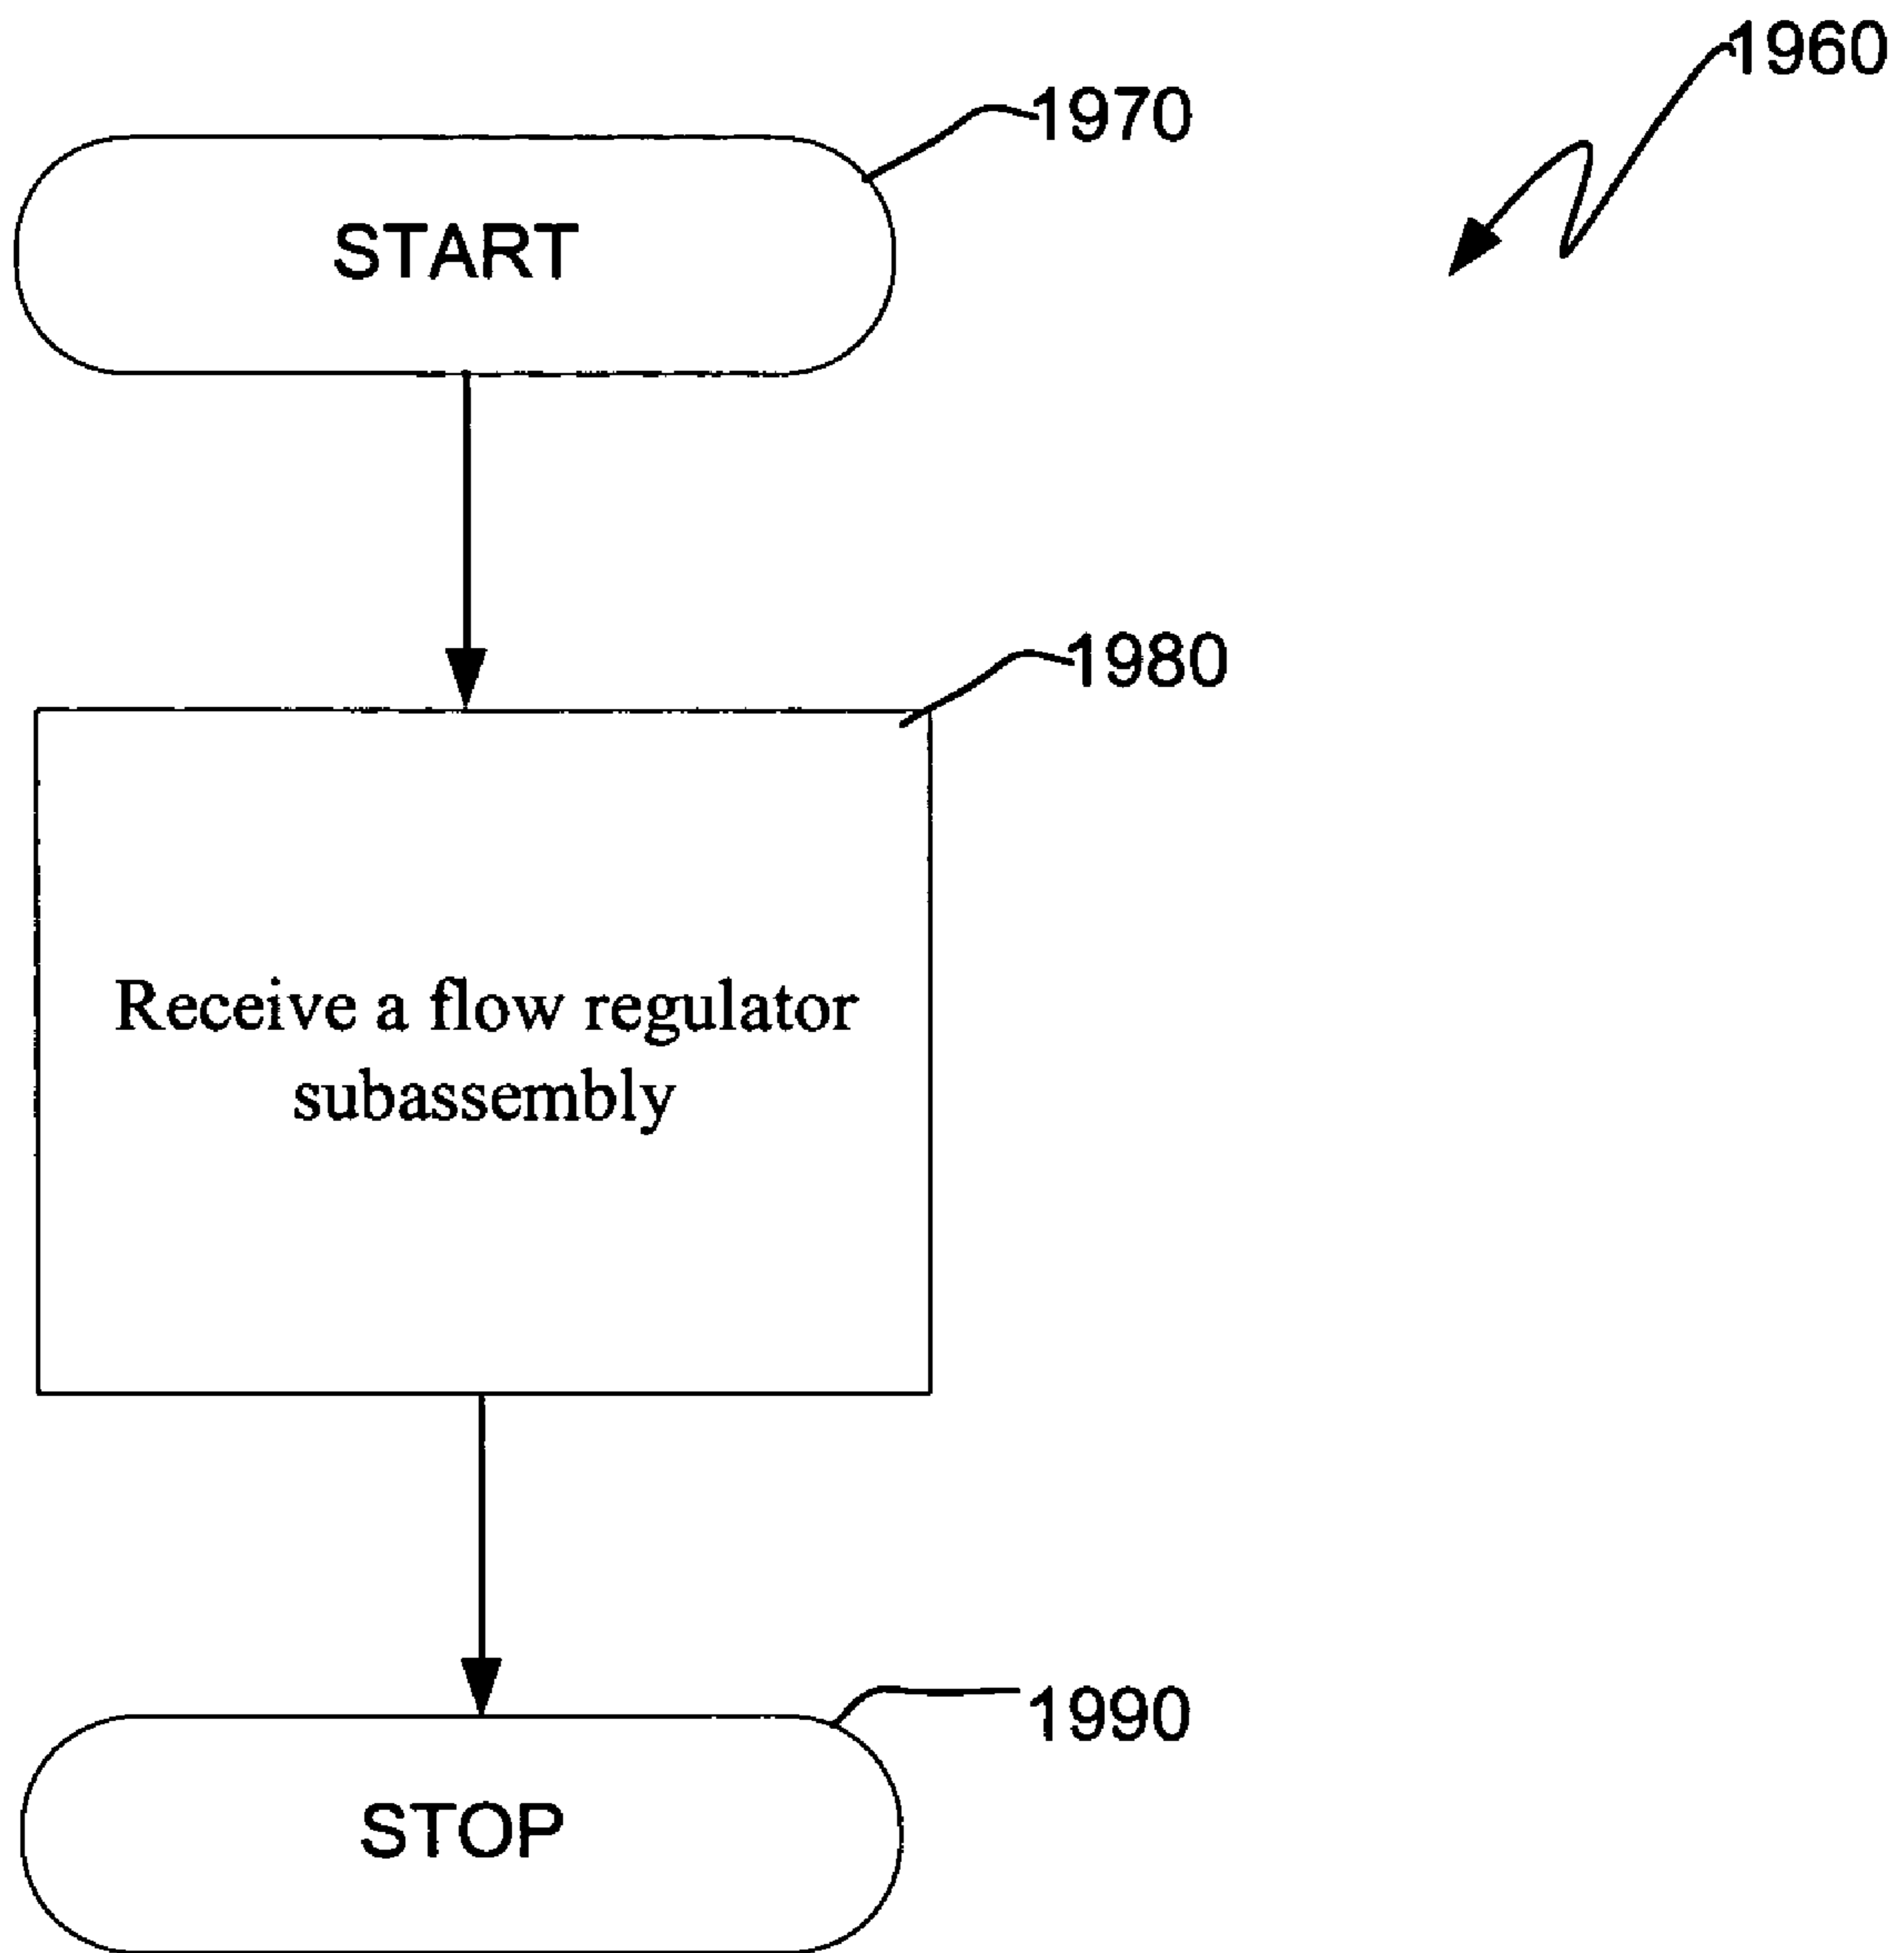 1960
1970
START
1980
Receive a flow regulator
subassembly
1990
STOP